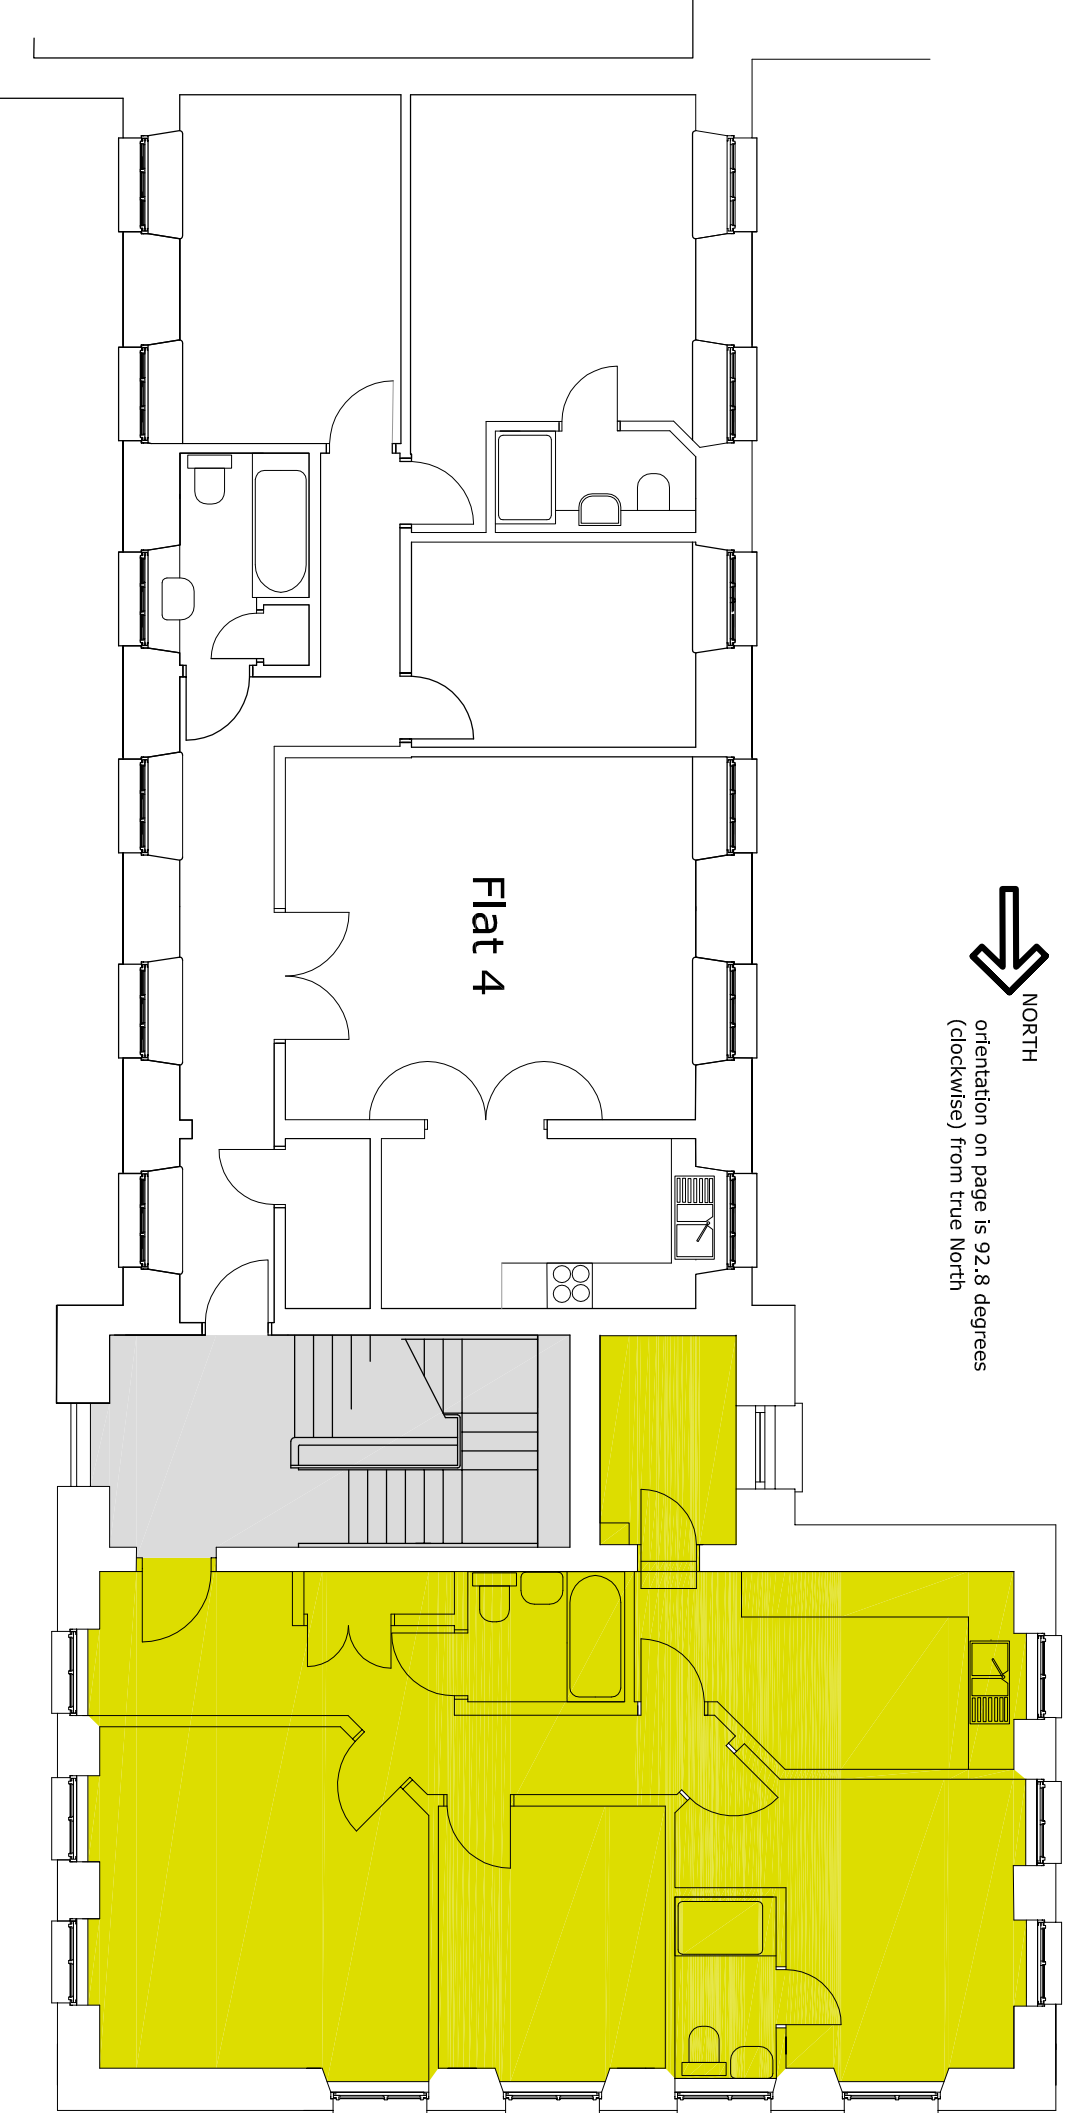 NORTH
orientation on page is 92.8 degrees
(clockwise) from true North
Flat 4